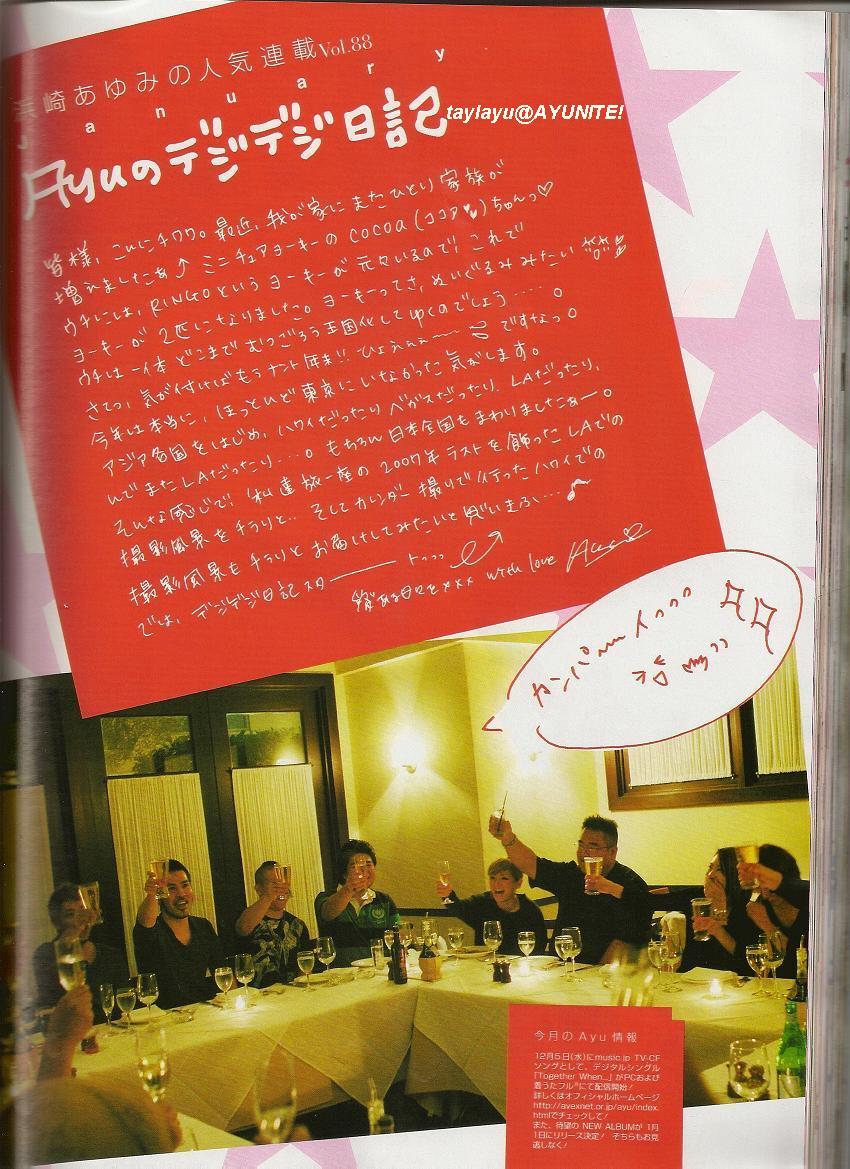 浜崎あゆみの人気連載Vol.88
January
Ayuのデジデジ日記
taylayu@AYUNITE!
皆様、こんにチワワ。最近、我が家にまたひとり家族が
増えましたあ↑ミニチュアヨーキーのcocoa(ココア♥)ちゃんっ♡
ウチには、RINGOというヨーキーが元々いるので、これで
ヨーキーが2匹になりました。ヨーキーってさ、ぬいぐるみみたい
ウチは一体どこまでむつごろう王国化してゆくのでしょう……。
さてっ、気が付けばもうナント年末!!ひょえぇぇ〜〜ですなっ。
今年は本当に、ほっとんど東京にいなかった気がします。
アジア各国をはじめ、ハワイだったりベガスだったり、LAだったり、
んでまたLAだったり…。もちろん日本全国もまわりましたぁー。
そんな感じで、私達旅一座の2007年ラストを飾ったLAでの
撮影風景をチラリと..そしてカレンダー撮りで行ったハワイでの
撮影風景もチラリとお届けしてみたいと思いまふ…♪
では、デジデジ日記スタ――トっっっ
愛ある日々を××× with love
カンパ〜〜イっっっ
今月のAyu情報
12月5日(水)にmusic.jp TV-CF
ソングとして、デジタルシングル
「Together When...」がPCおよび
着うたフル®にて配信開始!
詳しくはオフィシャルホームページ
http://avexnet.or.jp/ayu/index.
htmlでチェックして!
また、待望の NEW ALBUMが 1月
1日にリリース決定! そちらもお見
逃しなく!